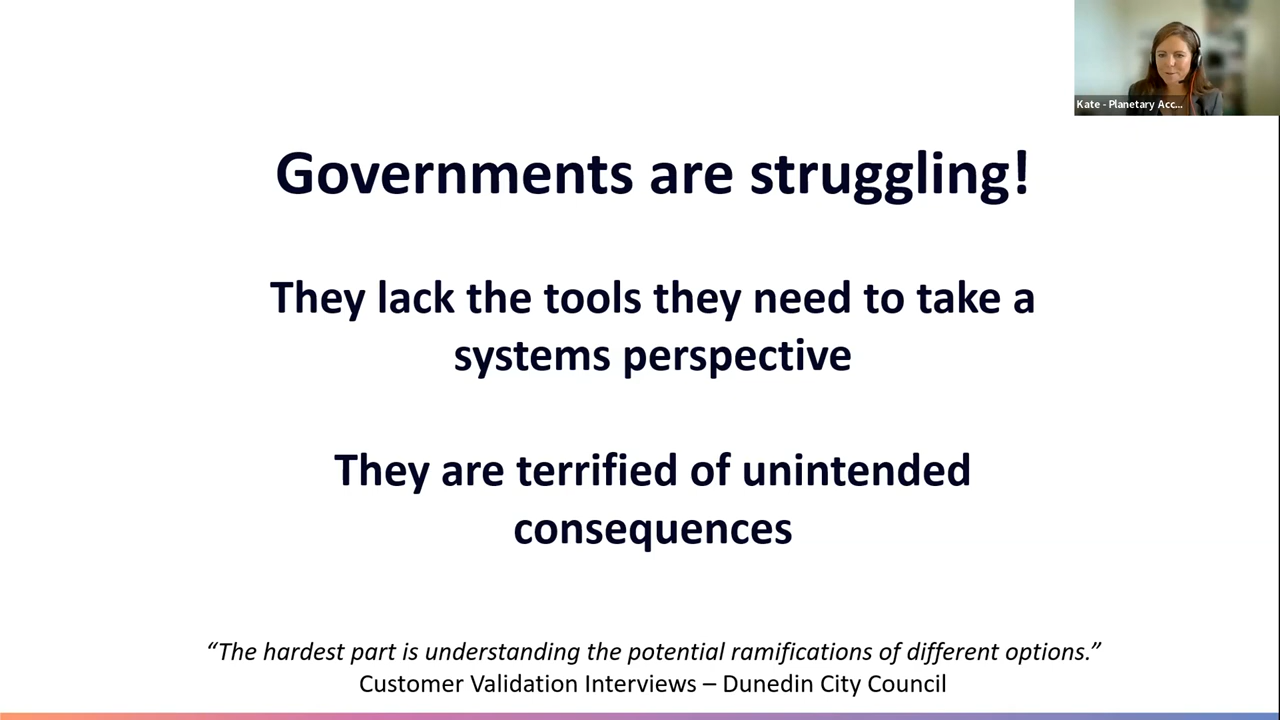 Kate - Planetary Acc...
Governments are struggling!
They lack the tools they need to take a
systems perspective
They are terrified of unintended
consequences
“The hardest part is understanding the potential ramifications of different options.”
Customer Validation Interviews – Dunedin City Council